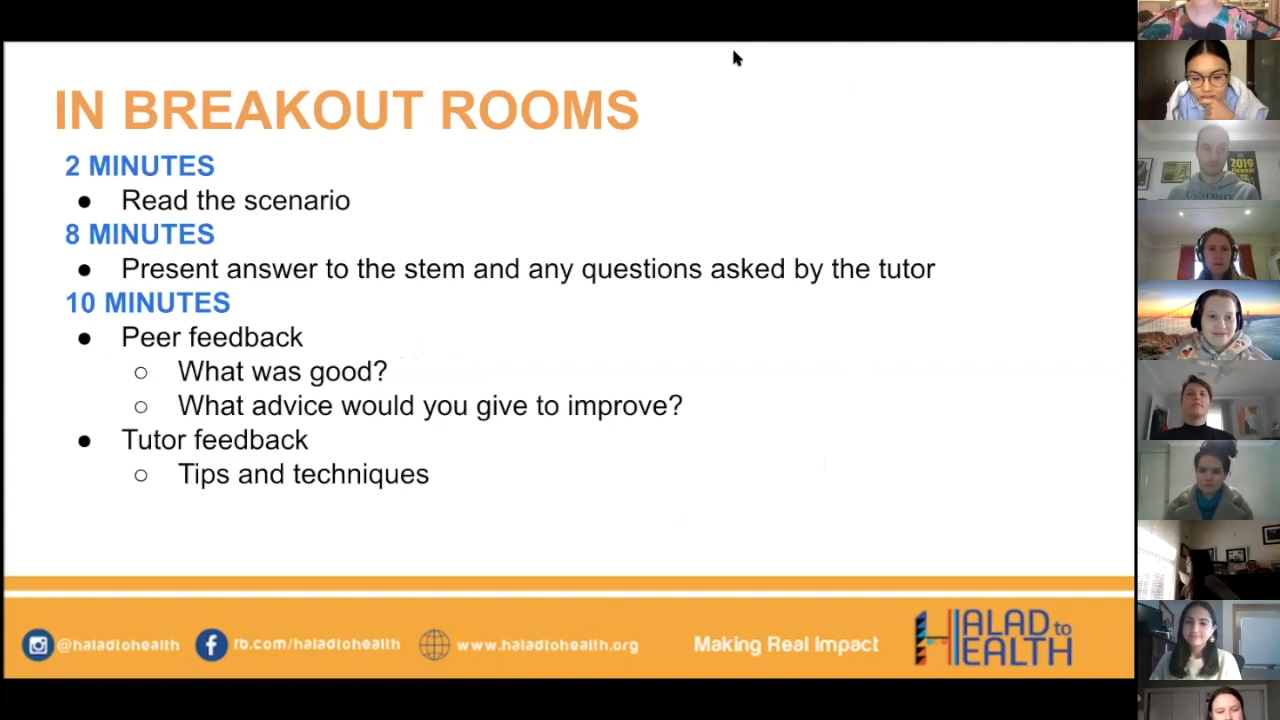 IN BREAKOUT ROOMS
2 MINUTES
● Read the scenario
8 MINUTES
● Present answer to the stem and any questions asked by the tutor
10 MINUTES
● Peer feedback
○ What was good?
○ What advice would you give to improve?
● Tutor feedback
○ Tips and techniques
@haladtohealth
fb.com/haladtohealth
www.haladtohealth.org
Making Real Impact
HALAD to
HEALTH
2019